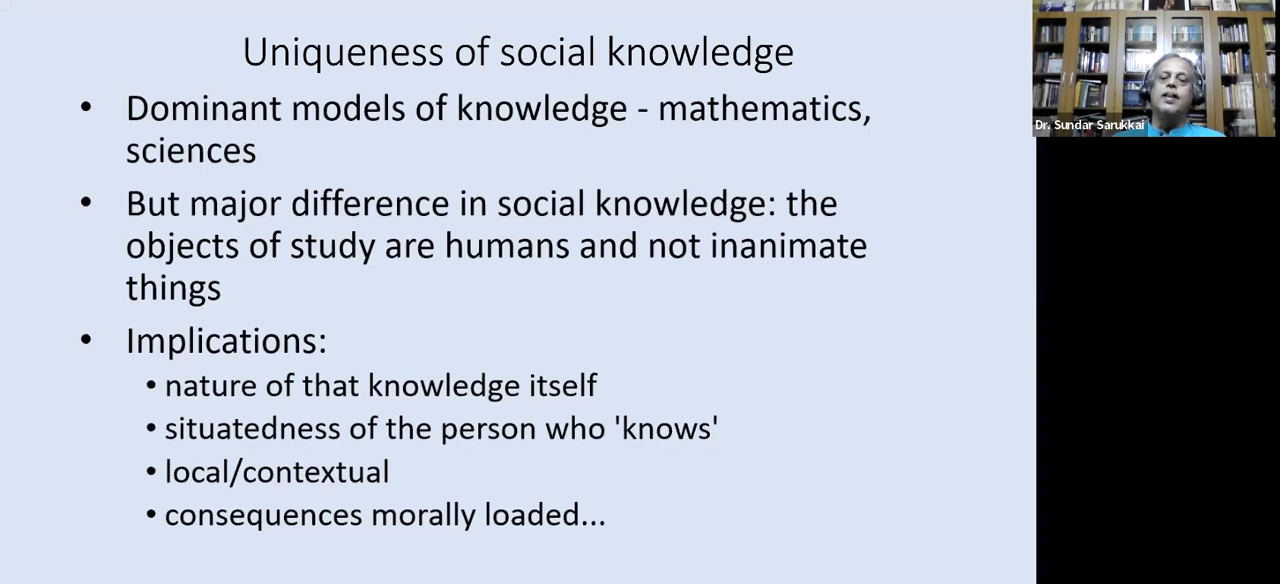 Uniqueness of social knowledge
• Dominant models of knowledge - mathematics,
sciences
• But major difference in social knowledge: the
objects of study are humans and not inanimate
things
• Implications:
• nature of that knowledge itself
• situatedness of the person who 'knows'
• local/contextual
• consequences morally loaded...
Dr. Sundar Sarukkai